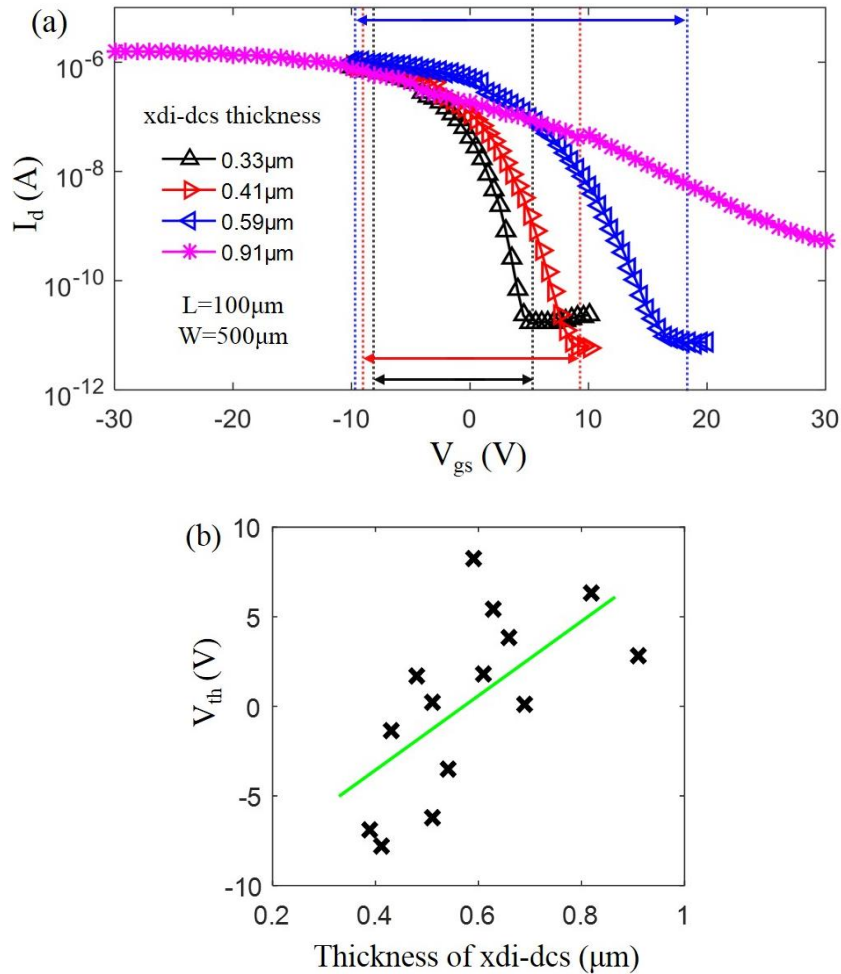 (a)
10⁻⁶
10⁻⁸
10⁻¹⁰
10⁻¹²
I_d (A)
xdi-dcs thickness
0.33μm
0.41μm
0.59μm
0.91μm
L=100μm
W=500μm
-30 -20 -10 0 10 20 30
V_gs (V)
(b)
10
5
0
-5
-10
V_th (V)
0.2 0.4 0.6 0.8 1
Thickness of xdi-dcs (μm)